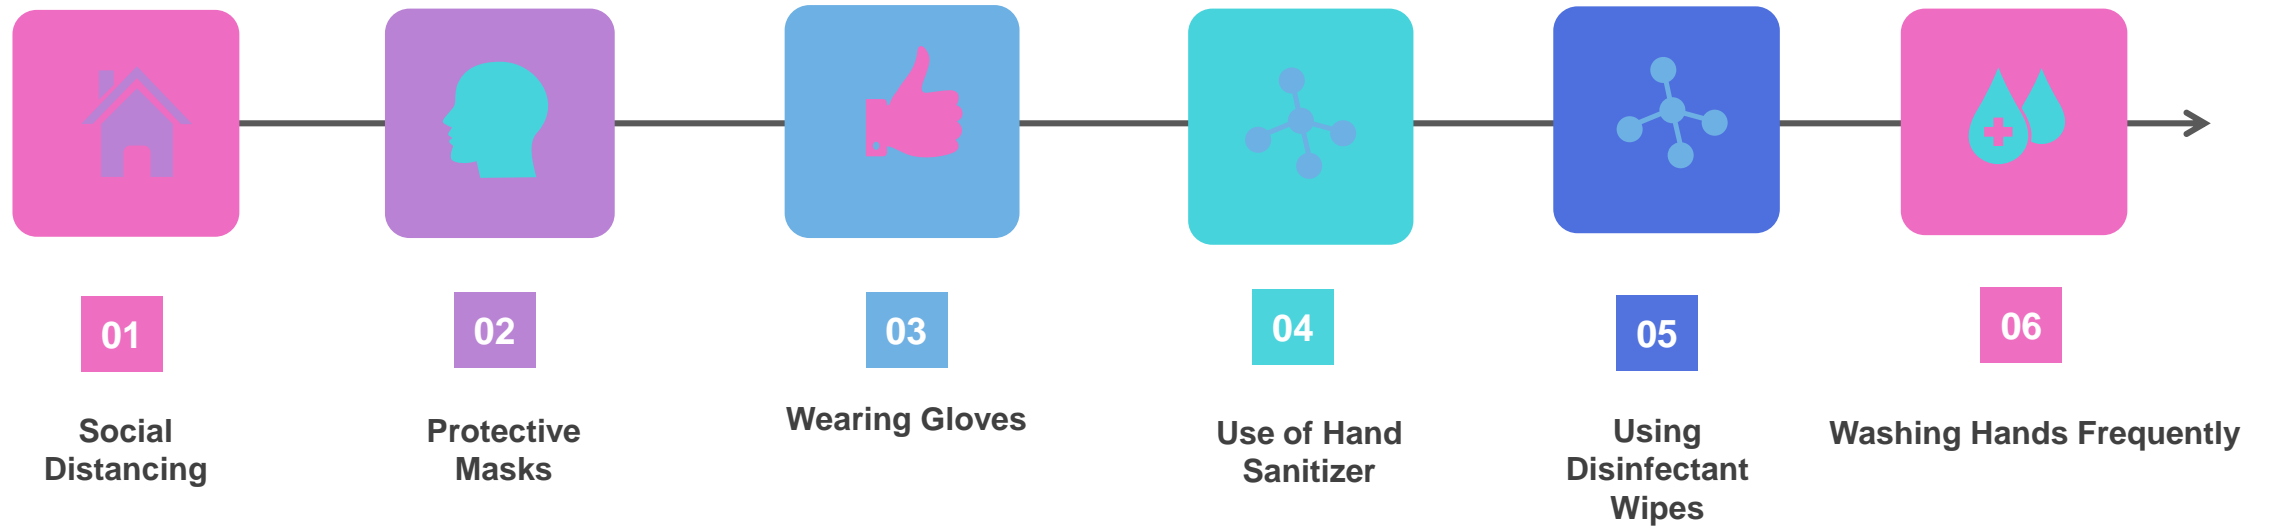 01
Social
Distancing
02
Protective
Masks
03
Wearing Gloves
04
Use of Hand
Sanitizer
05
Using
Disinfectant
Wipes
06
Washing Hands Frequently